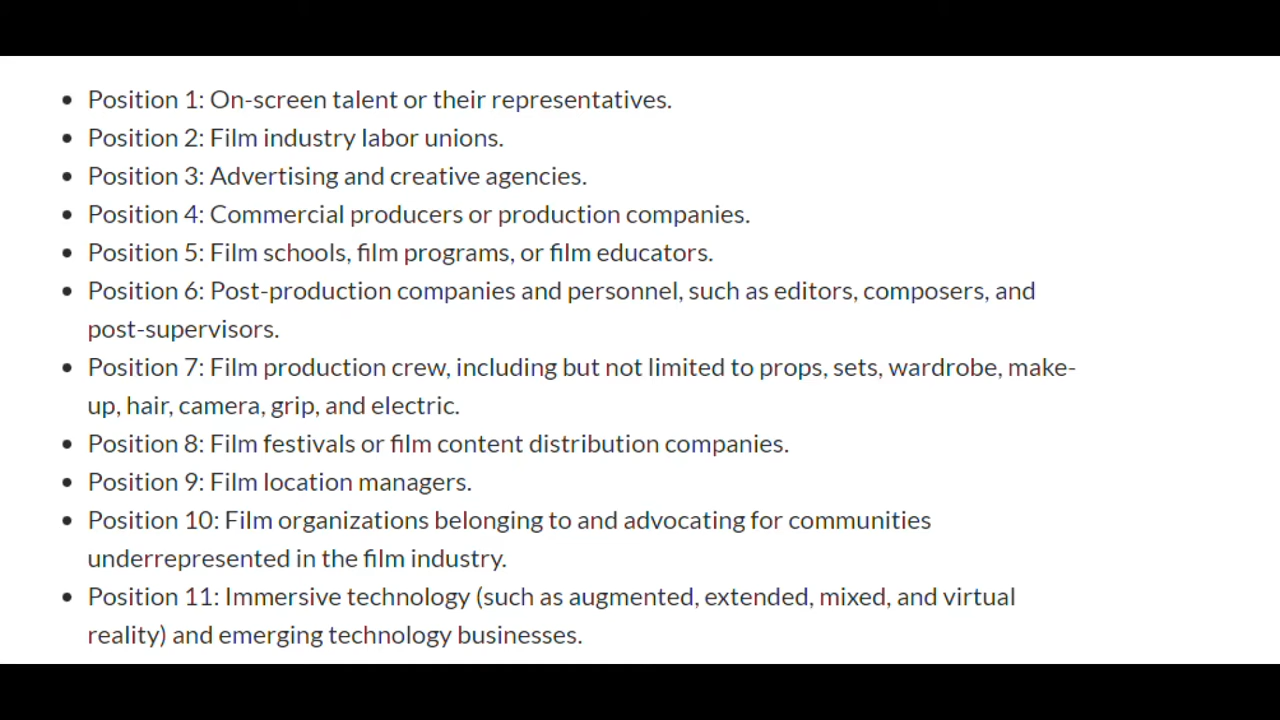 • Position 1: On-screen talent or their representatives.
• Position 2: Film industry labor unions.
• Position 3: Advertising and creative agencies.
• Position 4: Commercial producers or production companies.
• Position 5: Film schools, film programs, or film educators.
• Position 6: Post-production companies and personnel, such as editors, composers, and
post-supervisors.
• Position 7: Film production crew, including but not limited to props, sets, wardrobe, make-
up, hair, camera, grip, and electric.
• Position 8: Film festivals or film content distribution companies.
• Position 9: Film location managers.
• Position 10: Film organizations belonging to and advocating for communities
underrepresented in the film industry.
• Position 11: Immersive technology (such as augmented, extended, mixed, and virtual
reality) and emerging technology businesses.